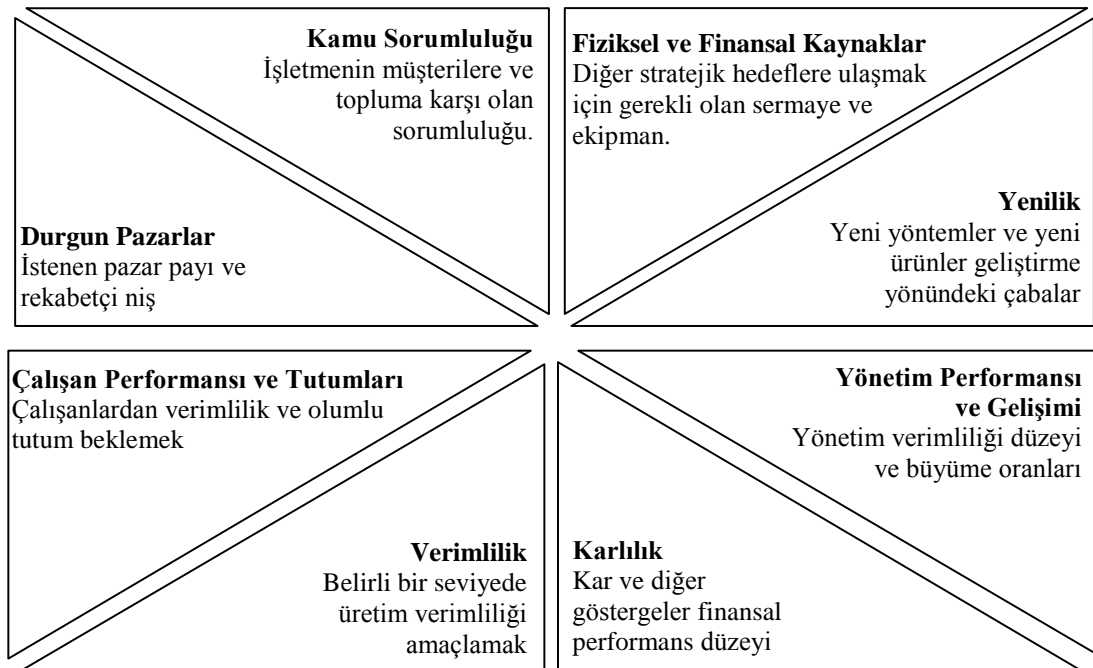 Kamu Sorumluluğu
İşletmenin müşterilere ve
topluma karşı olan
sorumluluğu.
Fiziksel ve Finansal Kaynaklar
Diğer stratejik hedeflere ulaşmak
için gerekli olan sermaye ve
ekipman.
Durgun Pazarlar
İstenen pazar payı ve
rekabetçi niş
Yenilik
Yeni yöntemler ve yeni
ürünler geliştirme
yönündeki çabalar
Çalışan Performansı ve Tutumları
Çalışanlardan verimlilik ve olumlu
tutum beklemek
Yönetim Performansı
ve Gelişimi
Yönetim verimliliği düzeyi
ve büyüme oranları
Verimlilik
Belirli bir seviyede
üretim verimliliği
amaçlamak
Karlılık
Kar ve diğer
göstergeler finansal
performans düzeyi